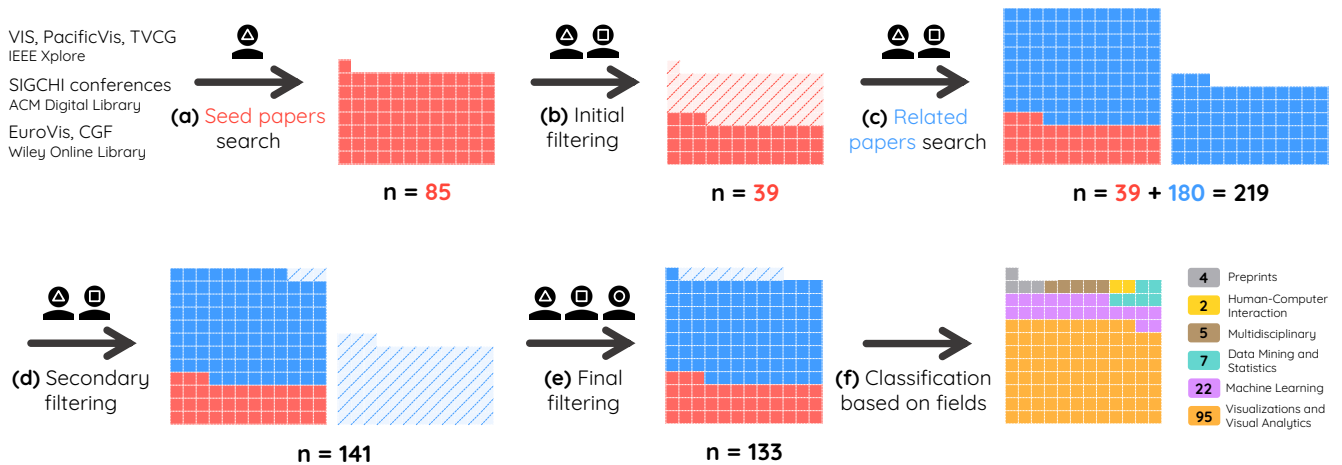 VIS, PacificVis, TVCG
IEEE Xplore
SIGCHI conferences
ACM Digital Library
EuroVis, CGF
Wiley Online Library
(a) Seed papers
search
n = 85
(b) Initial
filtering
n = 39
(c) Related
papers search
n = 39 + 180 = 219
(d) Secondary
filtering
n = 141
(e) Final
filtering
n = 133
(f) Classification
based on fields
4 Preprints
2 Human-Computer
Interaction
5 Multidisciplinary
7 Data Mining and
Statistics
22 Machine Learning
95 Visualizations and
Visual Analytics